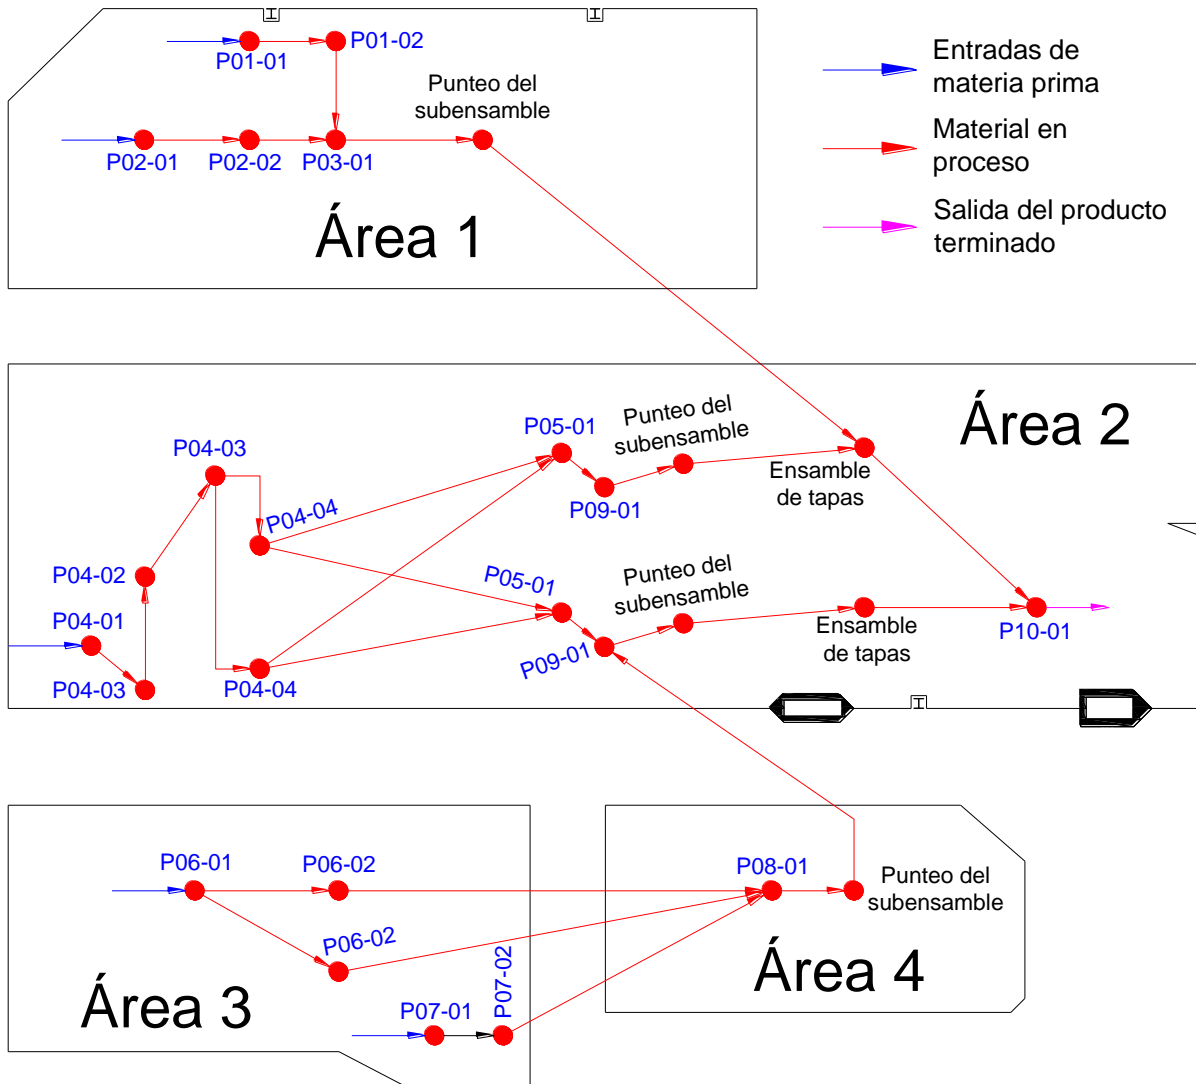 P01-01
P01-02
Punteo del
subensamble
P02-01
P02-02
P03-01
Área 1
Entradas de
materia prima
Material en
proceso
Salida del producto
terminado
Área 2
P04-03
P04-04
P04-02
P04-01
P04-03
P04-04
P05-01
P09-01
Punteo del
subensamble
Ensamble
de tapas
P05-01
P09-01
Punteo del
subensamble
Ensamble
de tapas
P10-01
P06-01
P06-02
P06-02
P07-01
P07-02
Área 3
P08-01
Punteo del
subensamble
Área 4